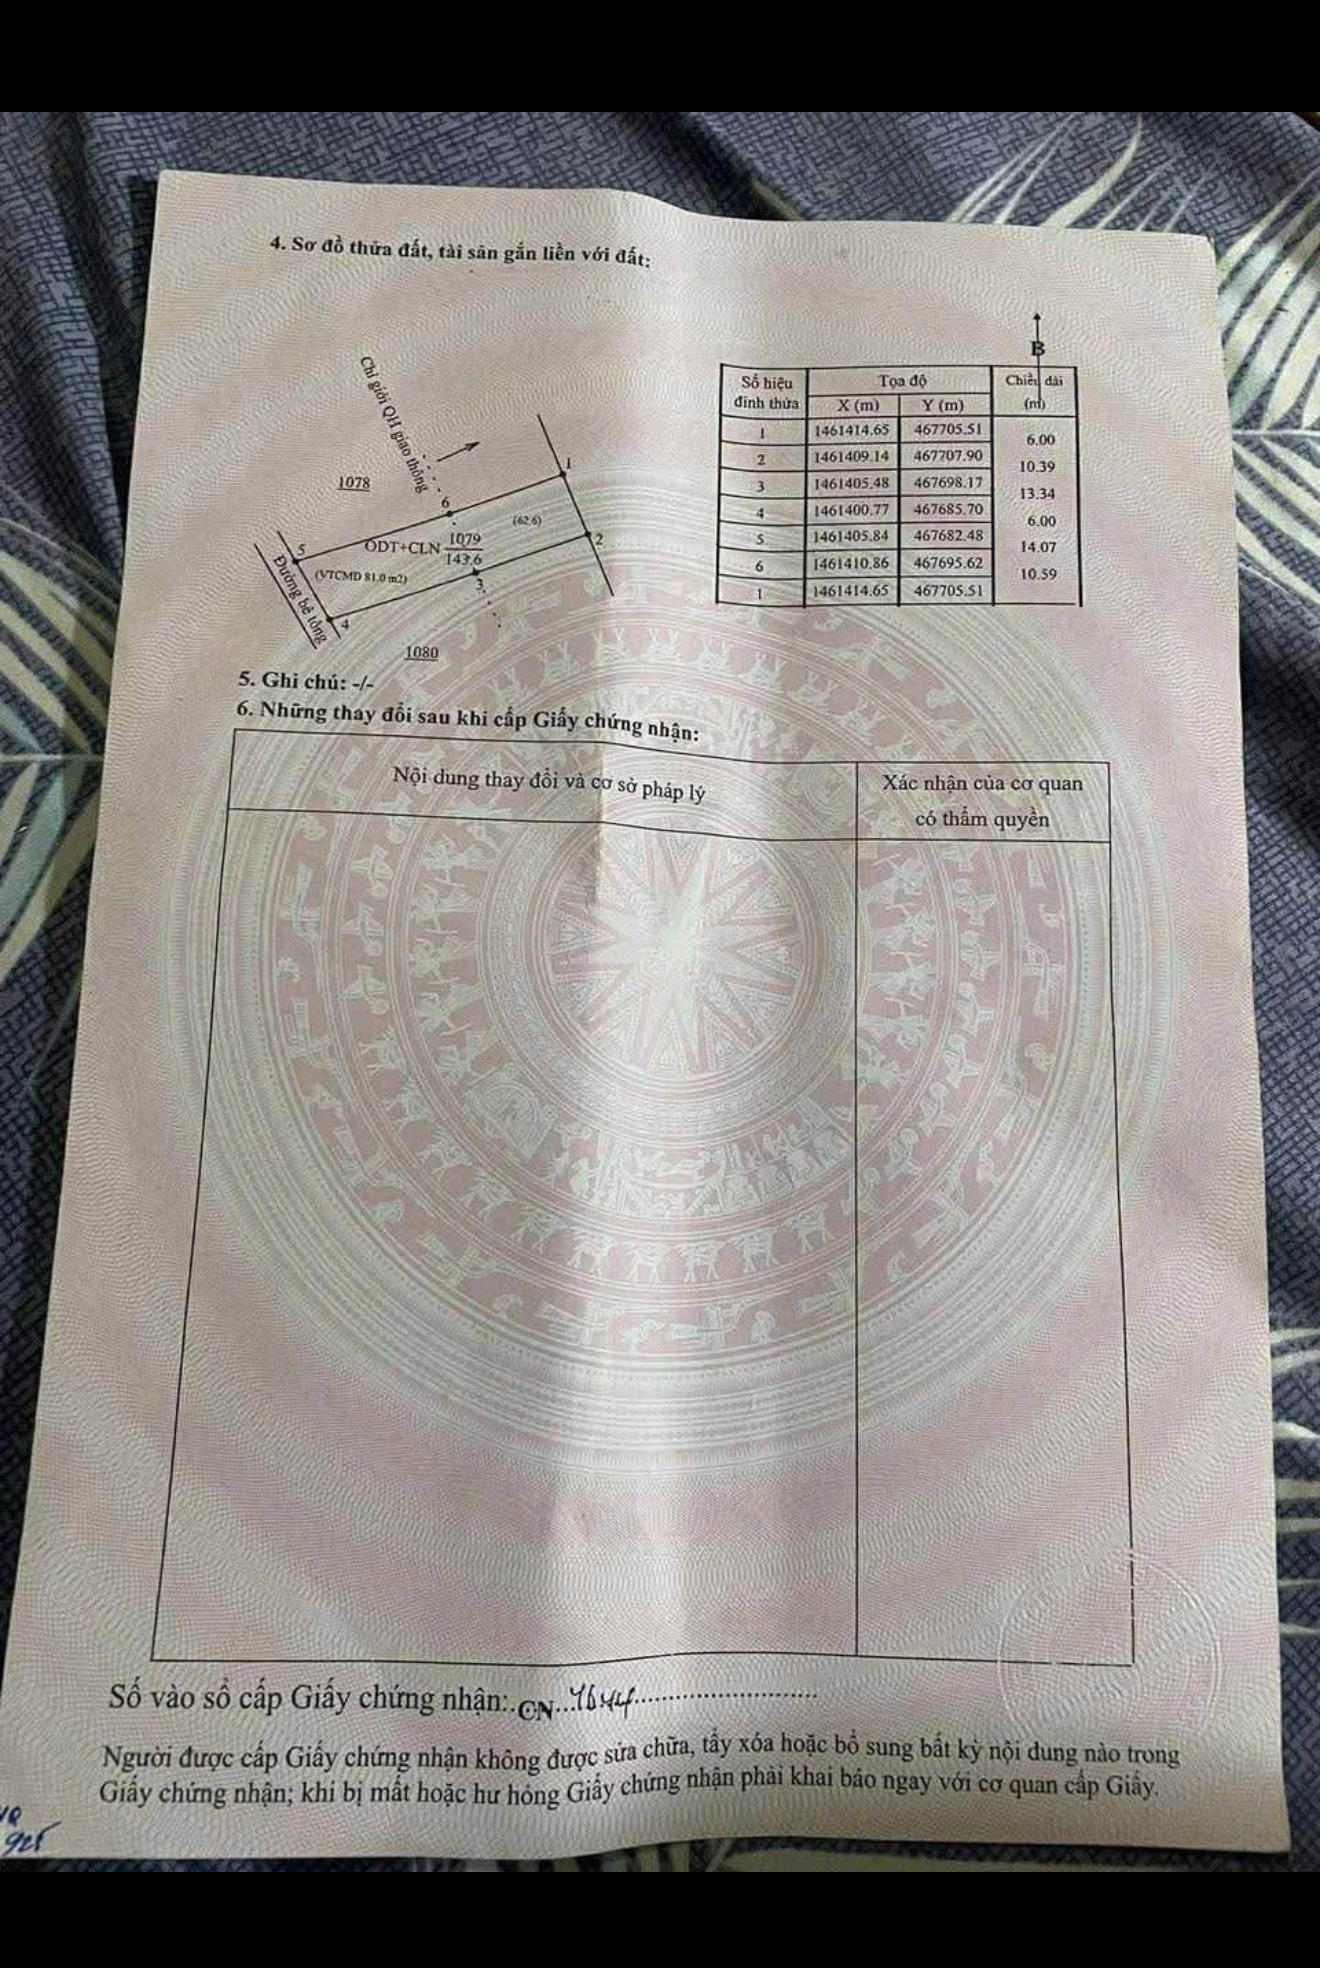 4. Sơ đồ thửa đất, tài sản gắn liền với đất:
B
Chỉ giới QH giao thông
1078
1
6
(62.6)
2
5
ODT+CLN 1079
143.6
(VTCMD 81.0 m2)
3
4
Đường bê tông
1080
Số hiệu đỉnh thửa Tọa độ Chiều dài (m)
X (m) Y (m)
1 1461414.65 467705.51
6.00
2 1461409.14 467707.90
10.39
3 1461405.48 467698.17
13.34
4 1461400.77 467685.70
6.00
5 1461405.84 467682.48
14.07
6 1461410.86 467695.62
10.59
1 1461414.65 467705.51
5. Ghi chú: -/-
6. Những thay đổi sau khi cấp Giấy chứng nhận:
Nội dung thay đổi và cơ sở pháp lý Xác nhận của cơ quan
có thẩm quyền
Số vào sổ cấp Giấy chứng nhận: CN
Người được cấp Giấy chứng nhận không được sửa chữa, tẩy xóa hoặc bổ sung bất kỳ nội dung nào trong
Giấy chứng nhận; khi bị mất hoặc hư hỏng Giấy chứng nhận phải khai báo ngay với cơ quan cấp Giấy.